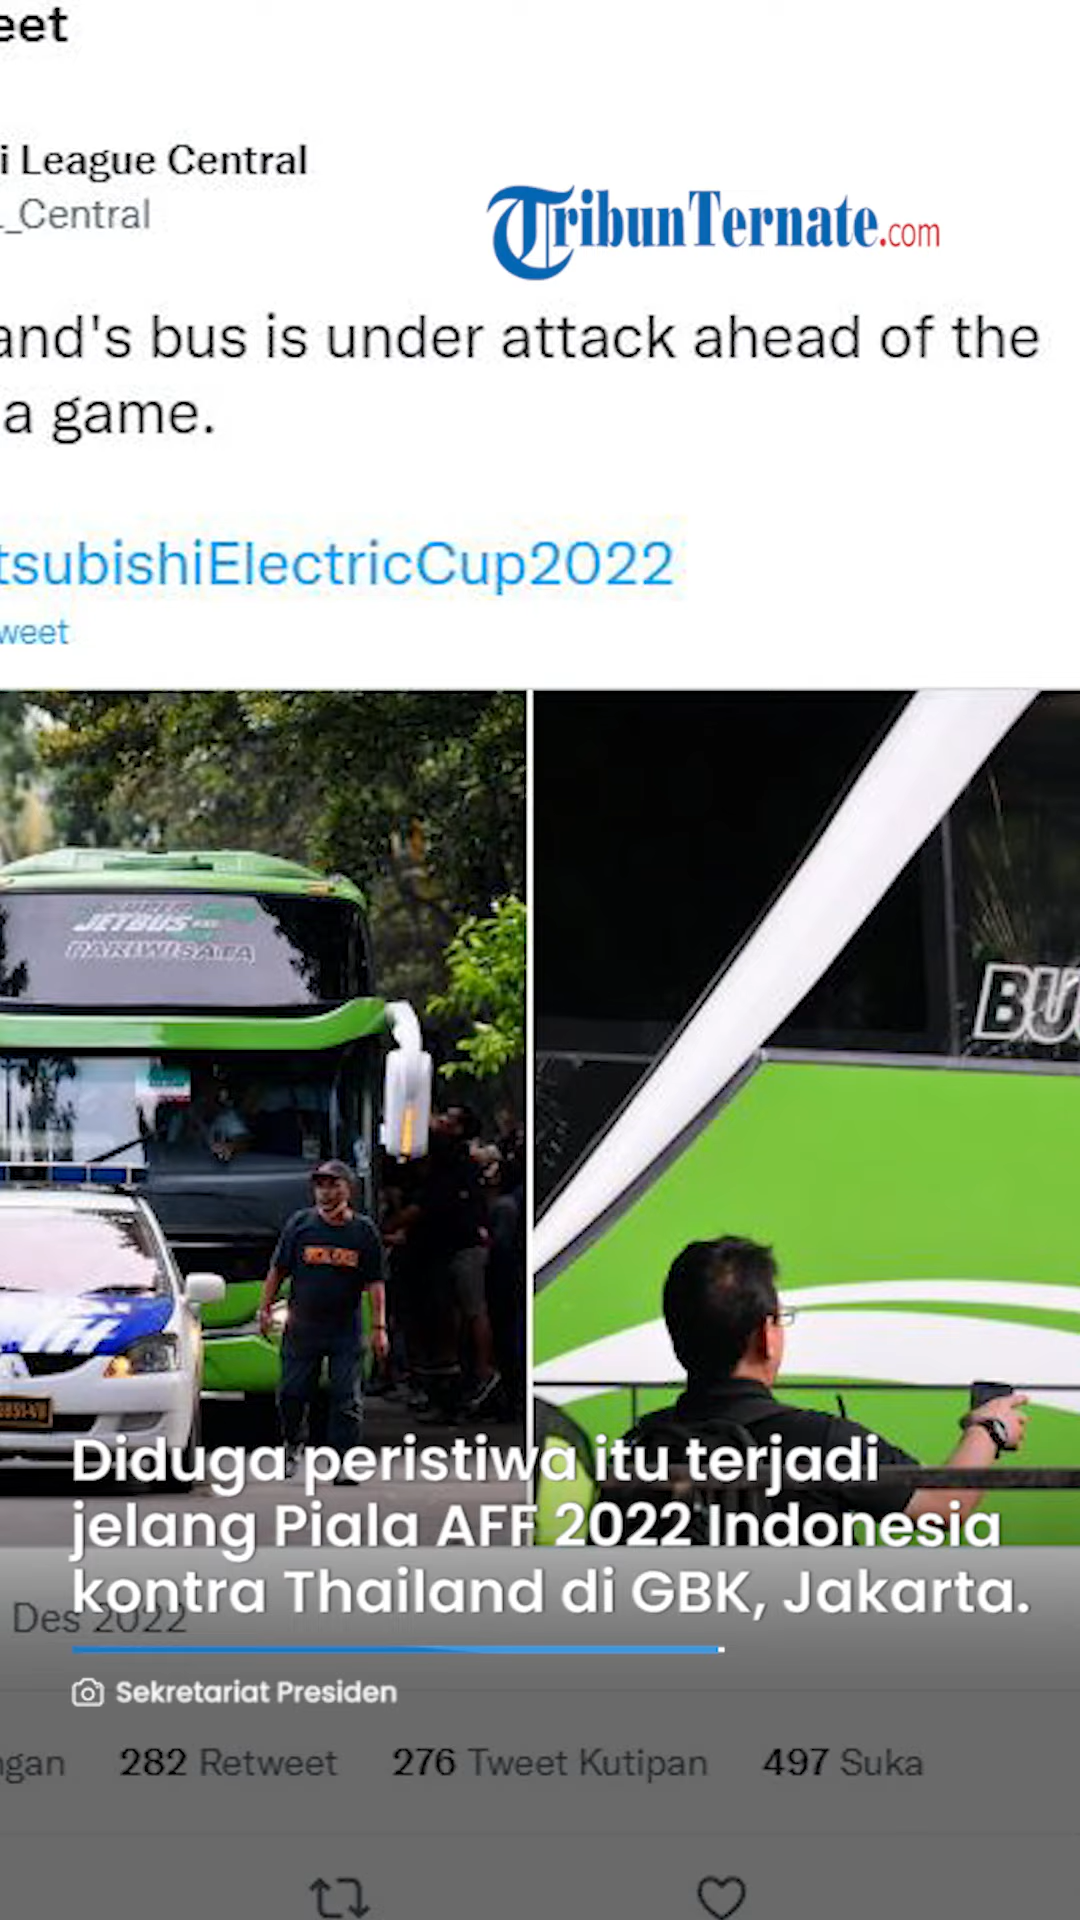 eet
i League Central
_Central
TribunTernate.com
and's bus is under attack ahead of the
a game.
tsubishiElectricCup2022
weet
JETBUS
PARIWISATA
BU
Diduga peristiwa itu terjadi
jelang Piala AFF 2022 Indonesia
kontra Thailand di GBK, Jakarta.
Des 2022
Sekretariat Presiden
ngan 282 Retweet 276 Tweet Kutipan 497 Suka